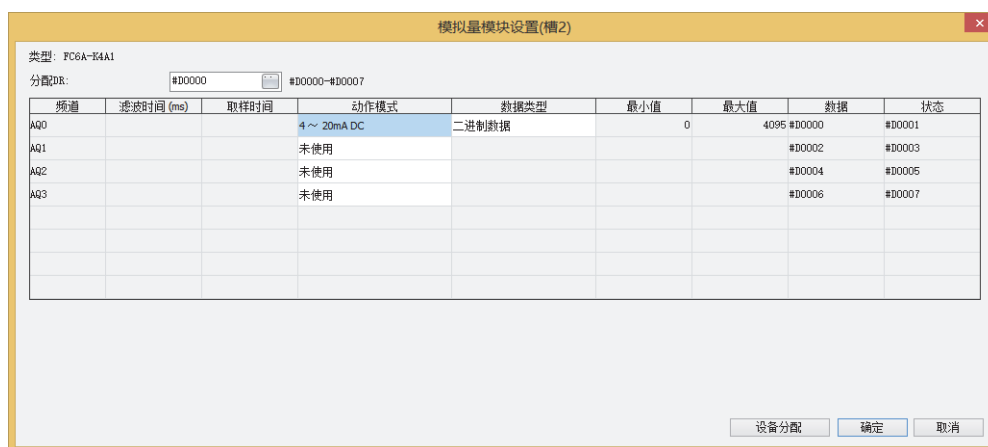 模拟量模块设置(槽2)
类型: FC6A-K4A1
分配DR: #D0000 #D0000-#D0007
频道 滤波时间(ms) 取样时间 动作模式 数据类型 最小值 最大值 数据 状态
AQ0 4～20mA DC 二进制数据 0 4095 #D0000 #D0001
AQ1 未使用 #D0002 #D0003
AQ2 未使用 #D0004 #D0005
AQ3 未使用 #D0006 #D0007
设备分配 确定 取消